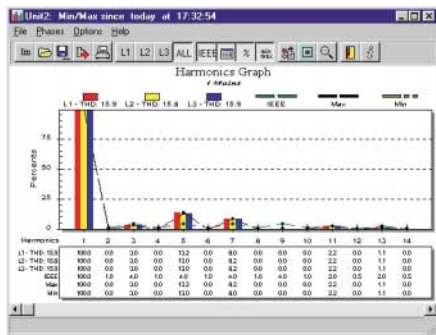 Unit2: Min/Max since today at 17:32:54
File Phases Options Help
L1 L2 L3 ALL IEEE % min max
Harmonics Graph
L1 - THD: 15.9 L2 - THD: 15.8 L3 - THD: 15.9 IEEE Max Min
Percents
75
50
25
0
Harmonics 1 2 3 4 5 6 7 8 9 10 11 12 13 14
L1 - THD: 15.9 100.0 0.0 3.0 0.0 13.2 0.0 8.0 0.0 0.0 0.0 2.2 0.0 1.1 0.0
L2 - THD: 15.8 100.0 0.0 3.0 0.0 13.0 0.0 8.2 0.0 0.0 0.0 2.2 0.0 1.1 0.0
L3 - THD: 15.9 100.0 0.0 3.0 0.0 13.0 0.0 8.2 0.0 0.0 0.0 2.2 0.0 1.1 0.0
IEEE 100.0 1.0 4.0 1.0 4.0 1.0 4.0 1.0 4.0 1.0 2.0 0.5 2.0 0.5
Max 100.0 0.0 3.0 0.0 13.2 0.0 8.2 0.0 0.0 0.0 2.2 0.0 1.1 0.0
Min 100.0 0.0 3.0 0.0 13.0 0.0 8.0 0.0 0.0 0.0 2.2 0.0 1.1 0.0